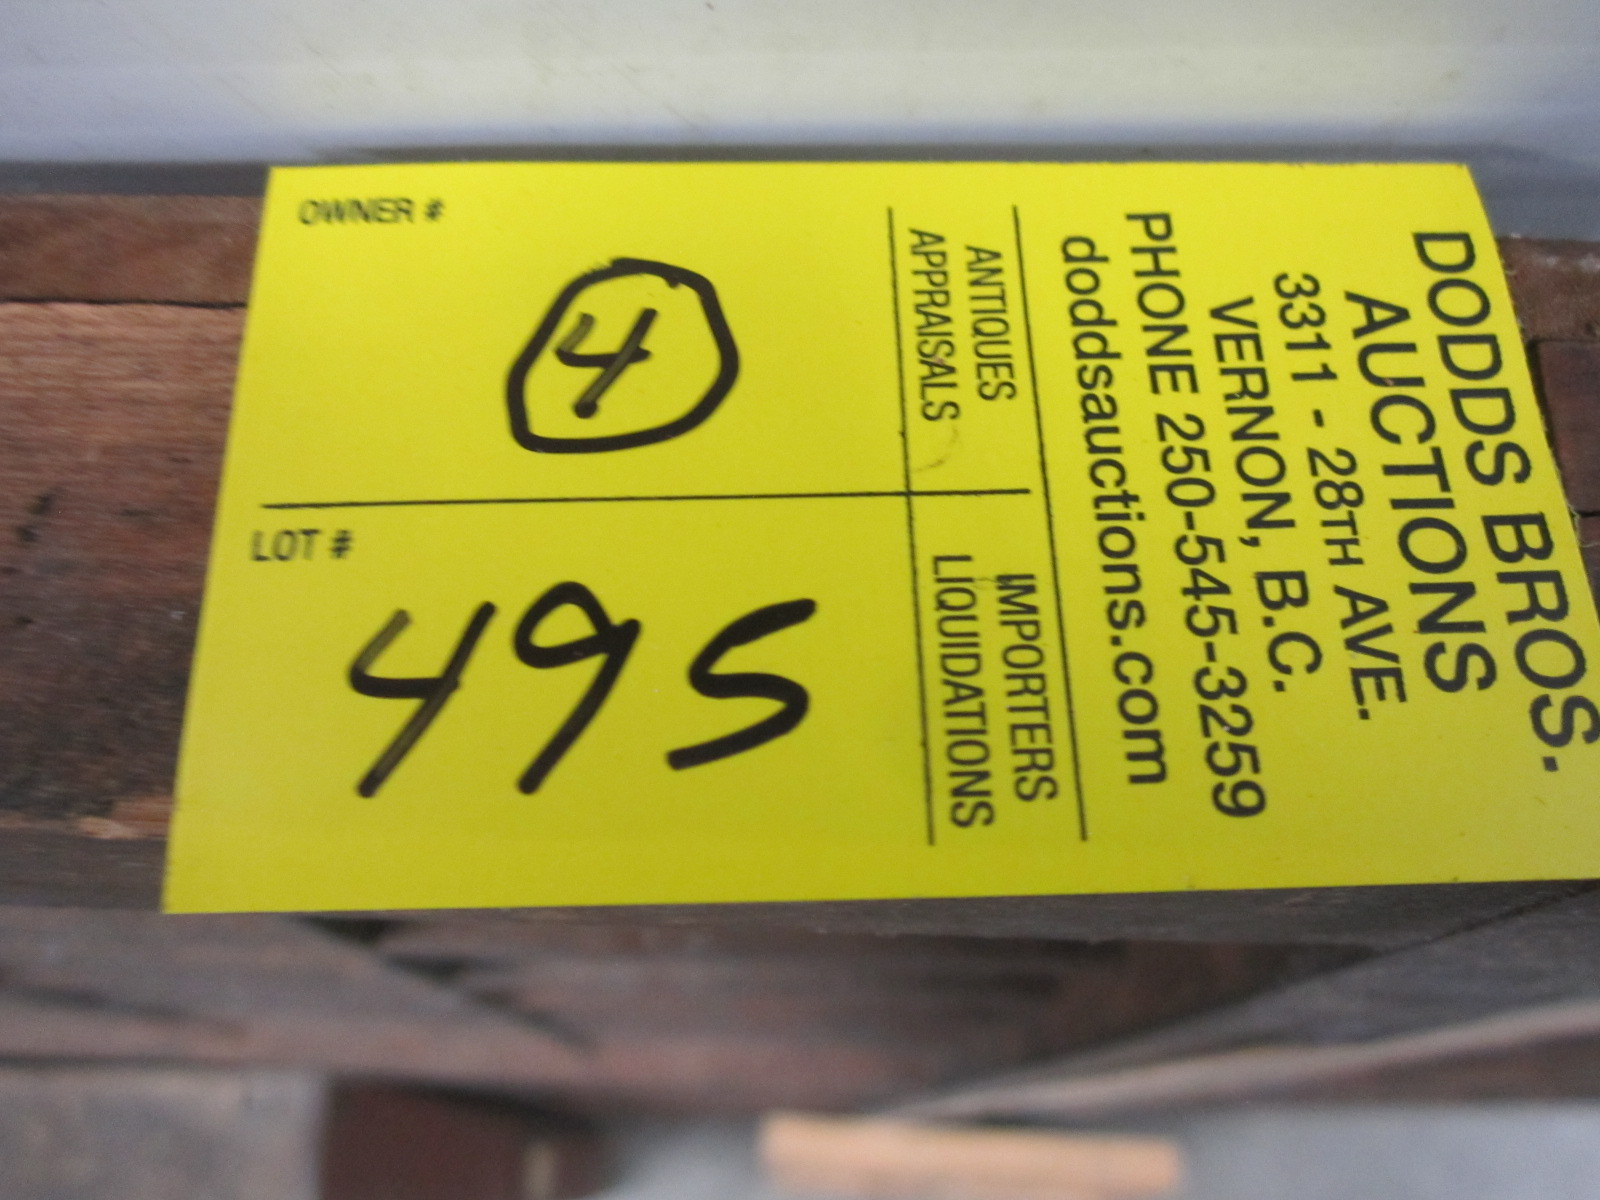 DODDS BROS.
AUCTIONS
3311 - 28TH AVE.
VERNON, B.C.
PHONE 250-545-3259
doddsauctions.com
ANTIQUES
APPRAISALS
IMPORTERS
LIQUIDATIONS
OWNER #
4
LOT #
495